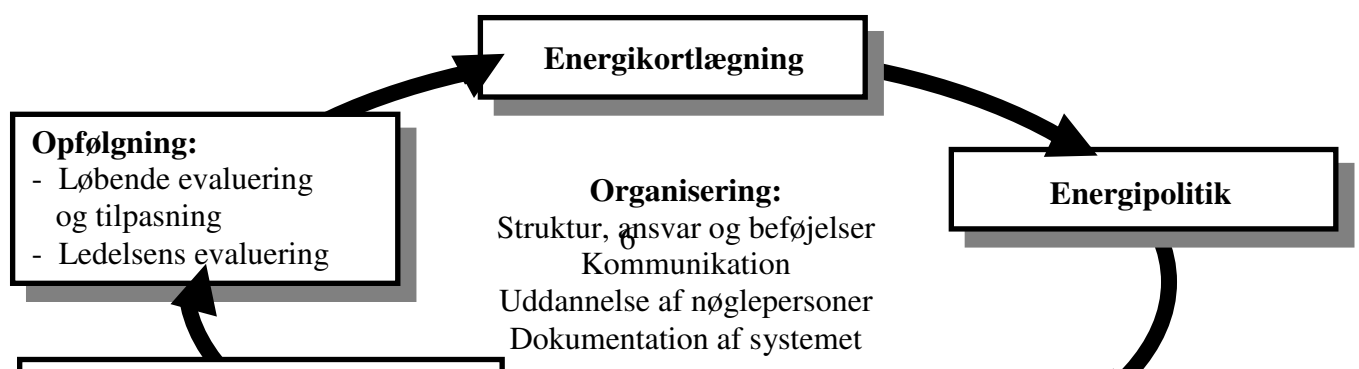 Energikortlægning
Opfølgning:
- Løbende evaluering
og tilpasning
- Ledelsens evaluering
Organisering:
Struktur, ansvar og beføjelser
6
Kommunikation
Uddannelse af nøglepersoner
Dokumentation af systemet
Energipolitik